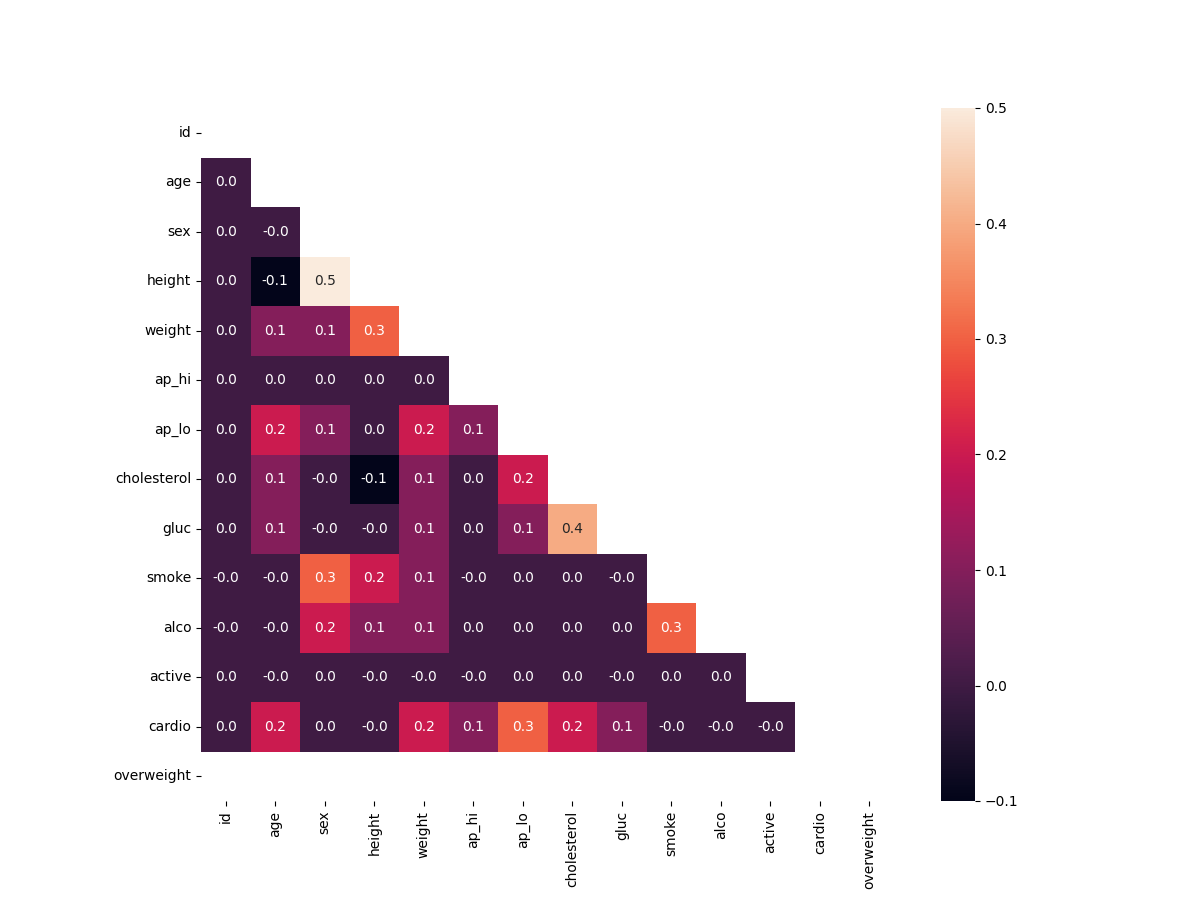 id
age 0.0
sex 0.0 -0.0
height 0.0 -0.1 0.5
weight 0.0 0.1 0.1 0.3
ap_hi 0.0 0.0 0.0 0.0 0.0
ap_lo 0.0 0.2 0.1 0.0 0.2 0.1
cholesterol 0.0 0.1 -0.0 -0.1 0.1 0.0 0.2
gluc 0.0 0.1 -0.0 -0.0 0.1 0.0 0.1 0.4
smoke -0.0 -0.0 0.3 0.2 0.1 -0.0 0.0 0.0 -0.0
alco -0.0 -0.0 0.2 0.1 0.1 0.0 0.0 0.0 0.0 0.3
active 0.0 -0.0 0.0 -0.0 -0.0 -0.0 0.0 0.0 -0.0 0.0 0.0
cardio 0.0 0.2 0.0 -0.0 0.2 0.1 0.3 0.2 0.1 -0.0 -0.0 -0.0
overweight
id age sex height weight ap_hi ap_lo cholesterol gluc smoke alco active cardio overweight
0.5
0.4
0.3
0.2
0.1
0.0
−0.1